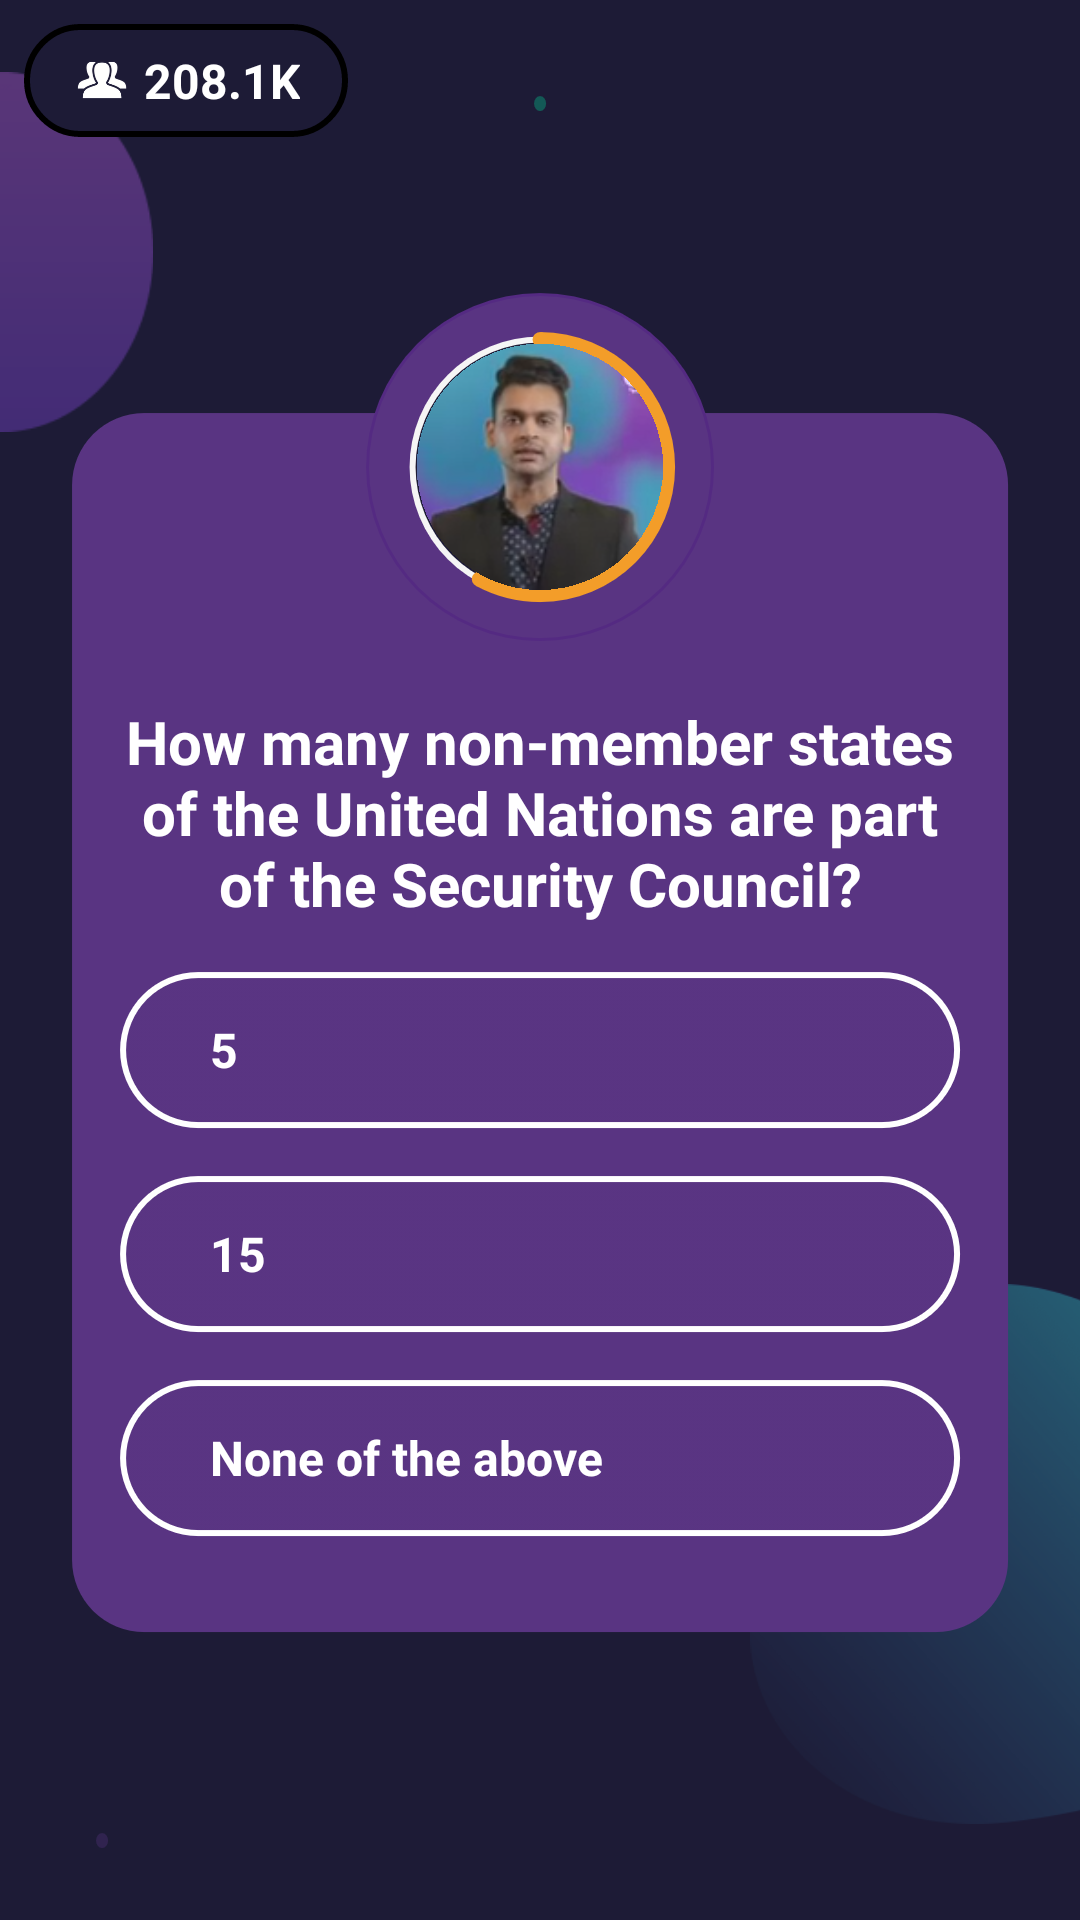 208.1K
How many non-member states
of the United Nations are part
of the Security Council?
5
15
None of the above